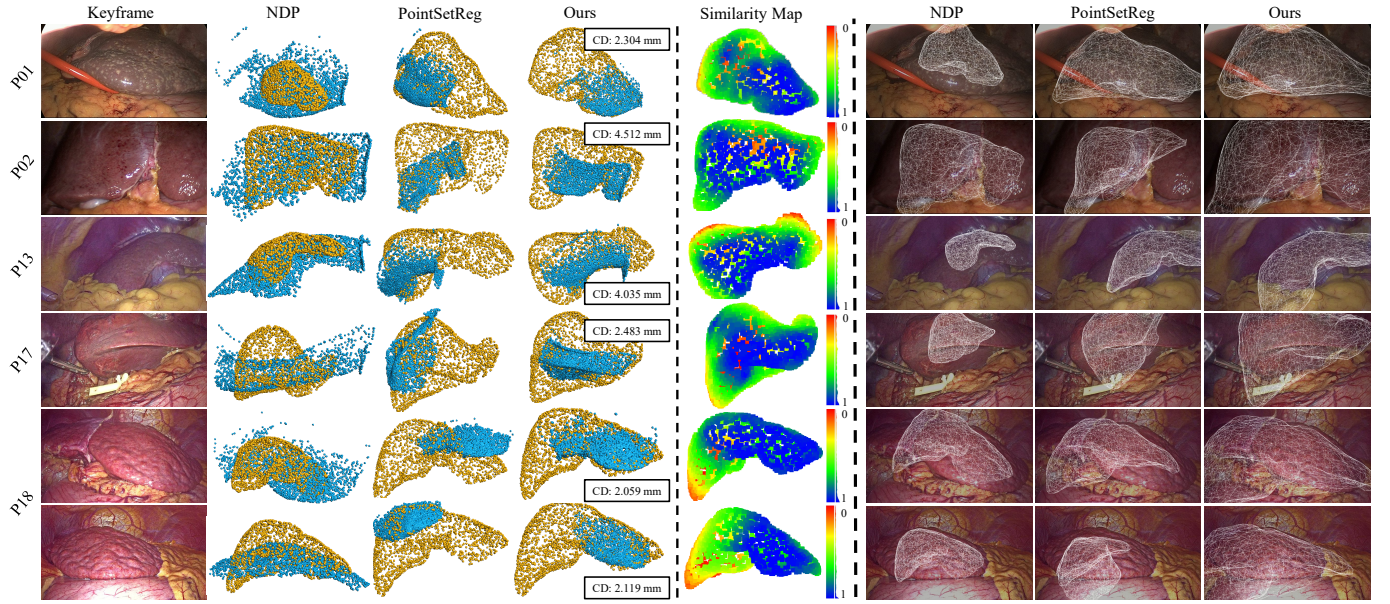 Keyframe NDP PointSetReg Ours Similarity Map NDP PointSetReg Ours
P01
CD: 2.304 mm
0
1
P02
CD: 4.512 mm
0
1
P13
CD: 4.035 mm
0
1
P17
CD: 2.483 mm
0
1
P18
CD: 2.059 mm
0
1
CD: 2.119 mm
0
1